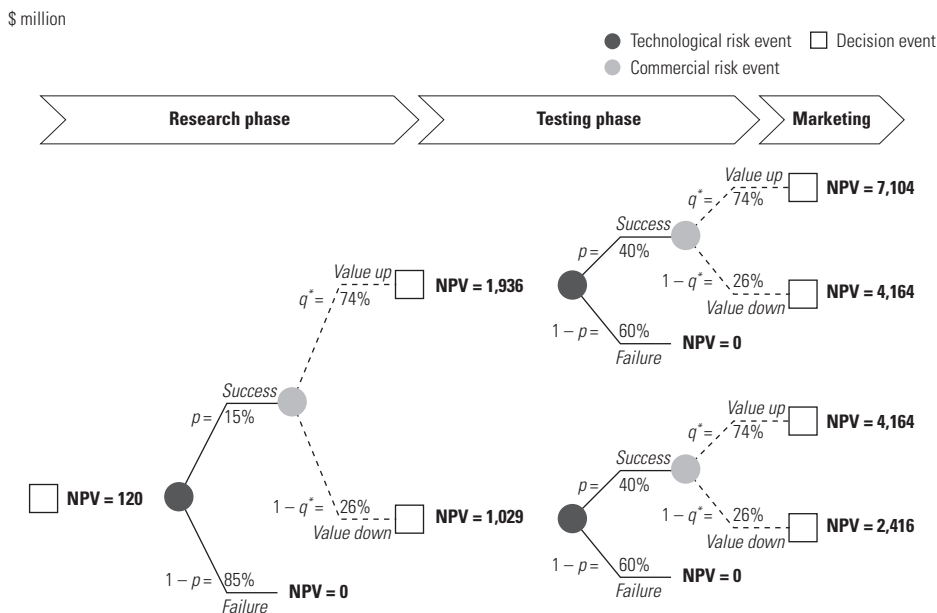 $ million
Technological risk event
Decision event
Commercial risk event
Research phase
Testing phase
Marketing
Value up
q* = 74%
NPV = 7,104
Success
p = 40%
1 – q* = 26%
Value down
NPV = 4,164
1 – p = 60%
Failure
NPV = 0
Value up
q* = 74%
NPV = 1,936
Success
p = 15%
1 – q* = 26%
Value down
NPV = 1,029
NPV = 120
1 – p = 85%
Failure
NPV = 0
Value up
q* = 74%
NPV = 4,164
Success
p = 40%
1 – q* = 26%
Value down
NPV = 2,416
1 – p = 60%
Failure
NPV = 0